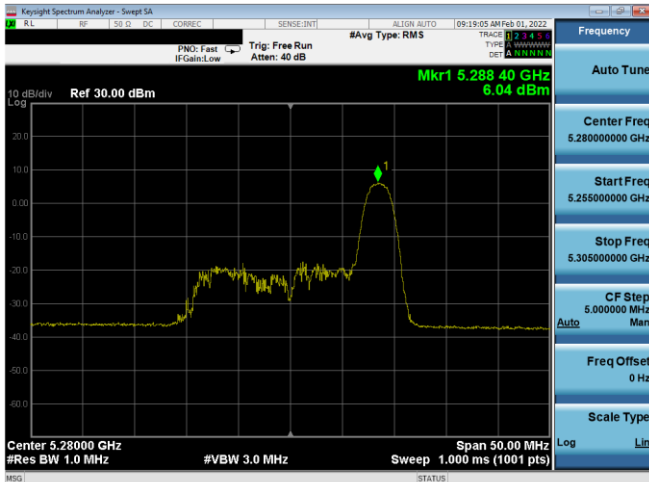 Keysight Spectrum Analyzer - Swept SA
RL RF 50 Ω DC CORREC SENSE:INT ALIGN AUTO 09:19:05 AM Feb 01, 2022
#Avg Type: RMS TRACE 1 2 3 4 5 6
PNO: Fast Trig: Free Run TYPE A WWWWW
IFGain:Low Atten: 40 dB DET A N N N N N
Mkr1 5.288 40 GHz
6.04 dBm
10 dB/div Ref 30.00 dBm
Log
20.0
10.0
1
0.00
-10.0
-20.0
-30.0
-40.0
-50.0
-60.0
Center 5.28000 GHz Span 50.00 MHz
#Res BW 1.0 MHz #VBW 3.0 MHz Sweep 1.000 ms (1001 pts)
MSG STATUS
Frequency
Auto Tune
Center Freq
5.280000000 GHz
Start Freq
5.255000000 GHz
Stop Freq
5.305000000 GHz
CF Step
5.000000 MHz
Auto Man
Freq Offset
0 Hz
Scale Type
Log Lin